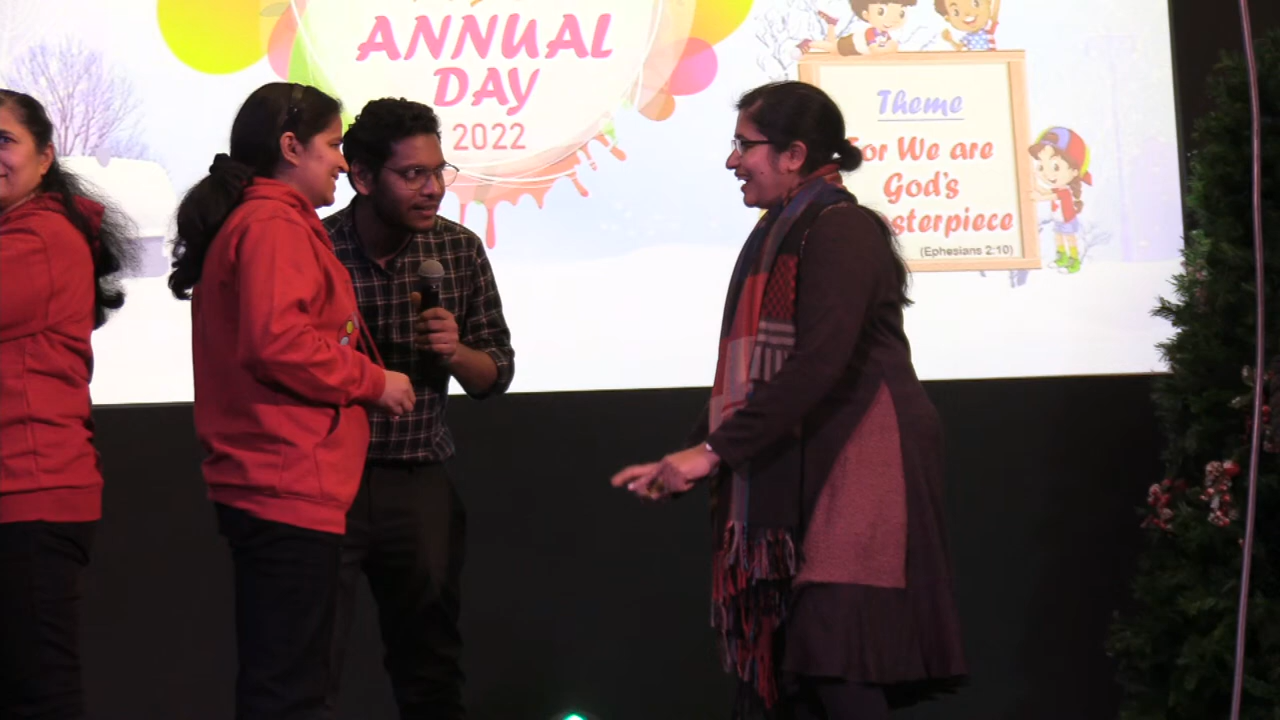 ANNUAL
DAY
2022
Theme
For We are
God's
sterpiece
(Ephesians 2:10)